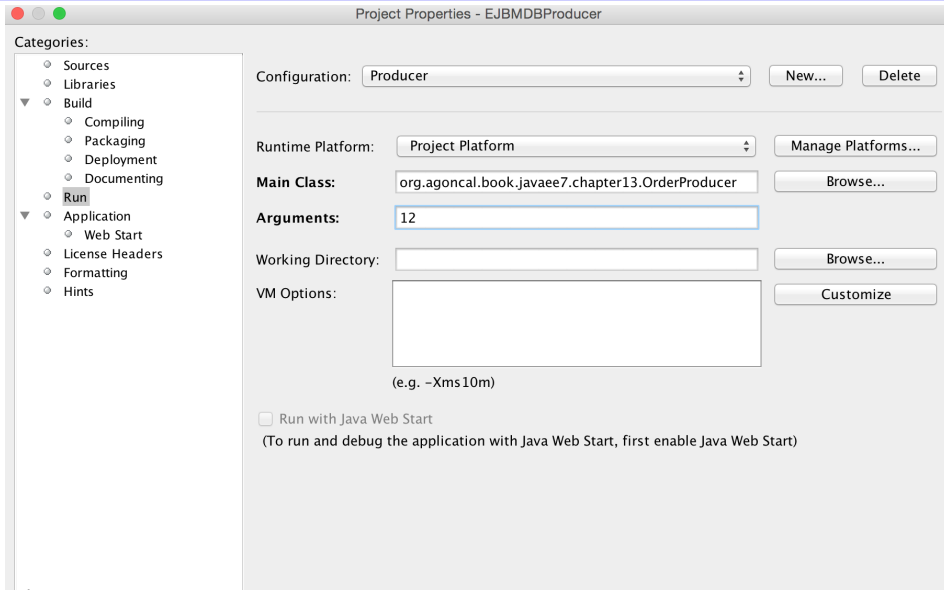 Project Properties - EJBMDBProducer
Categories:
Sources
Libraries
Build
Compiling
Packaging
Deployment
Documenting
Run
Application
Web Start
License Headers
Formatting
Hints
Configuration: Producer New... Delete
Runtime Platform: Project Platform Manage Platforms...
Main Class: org.agoncal.book.javaee7.chapter13.OrderProducer Browse...
Arguments: 12
Working Directory: Browse...
VM Options: Customize
(e.g. -Xms10m)
Run with Java Web Start
(To run and debug the application with Java Web Start, first enable Java Web Start)